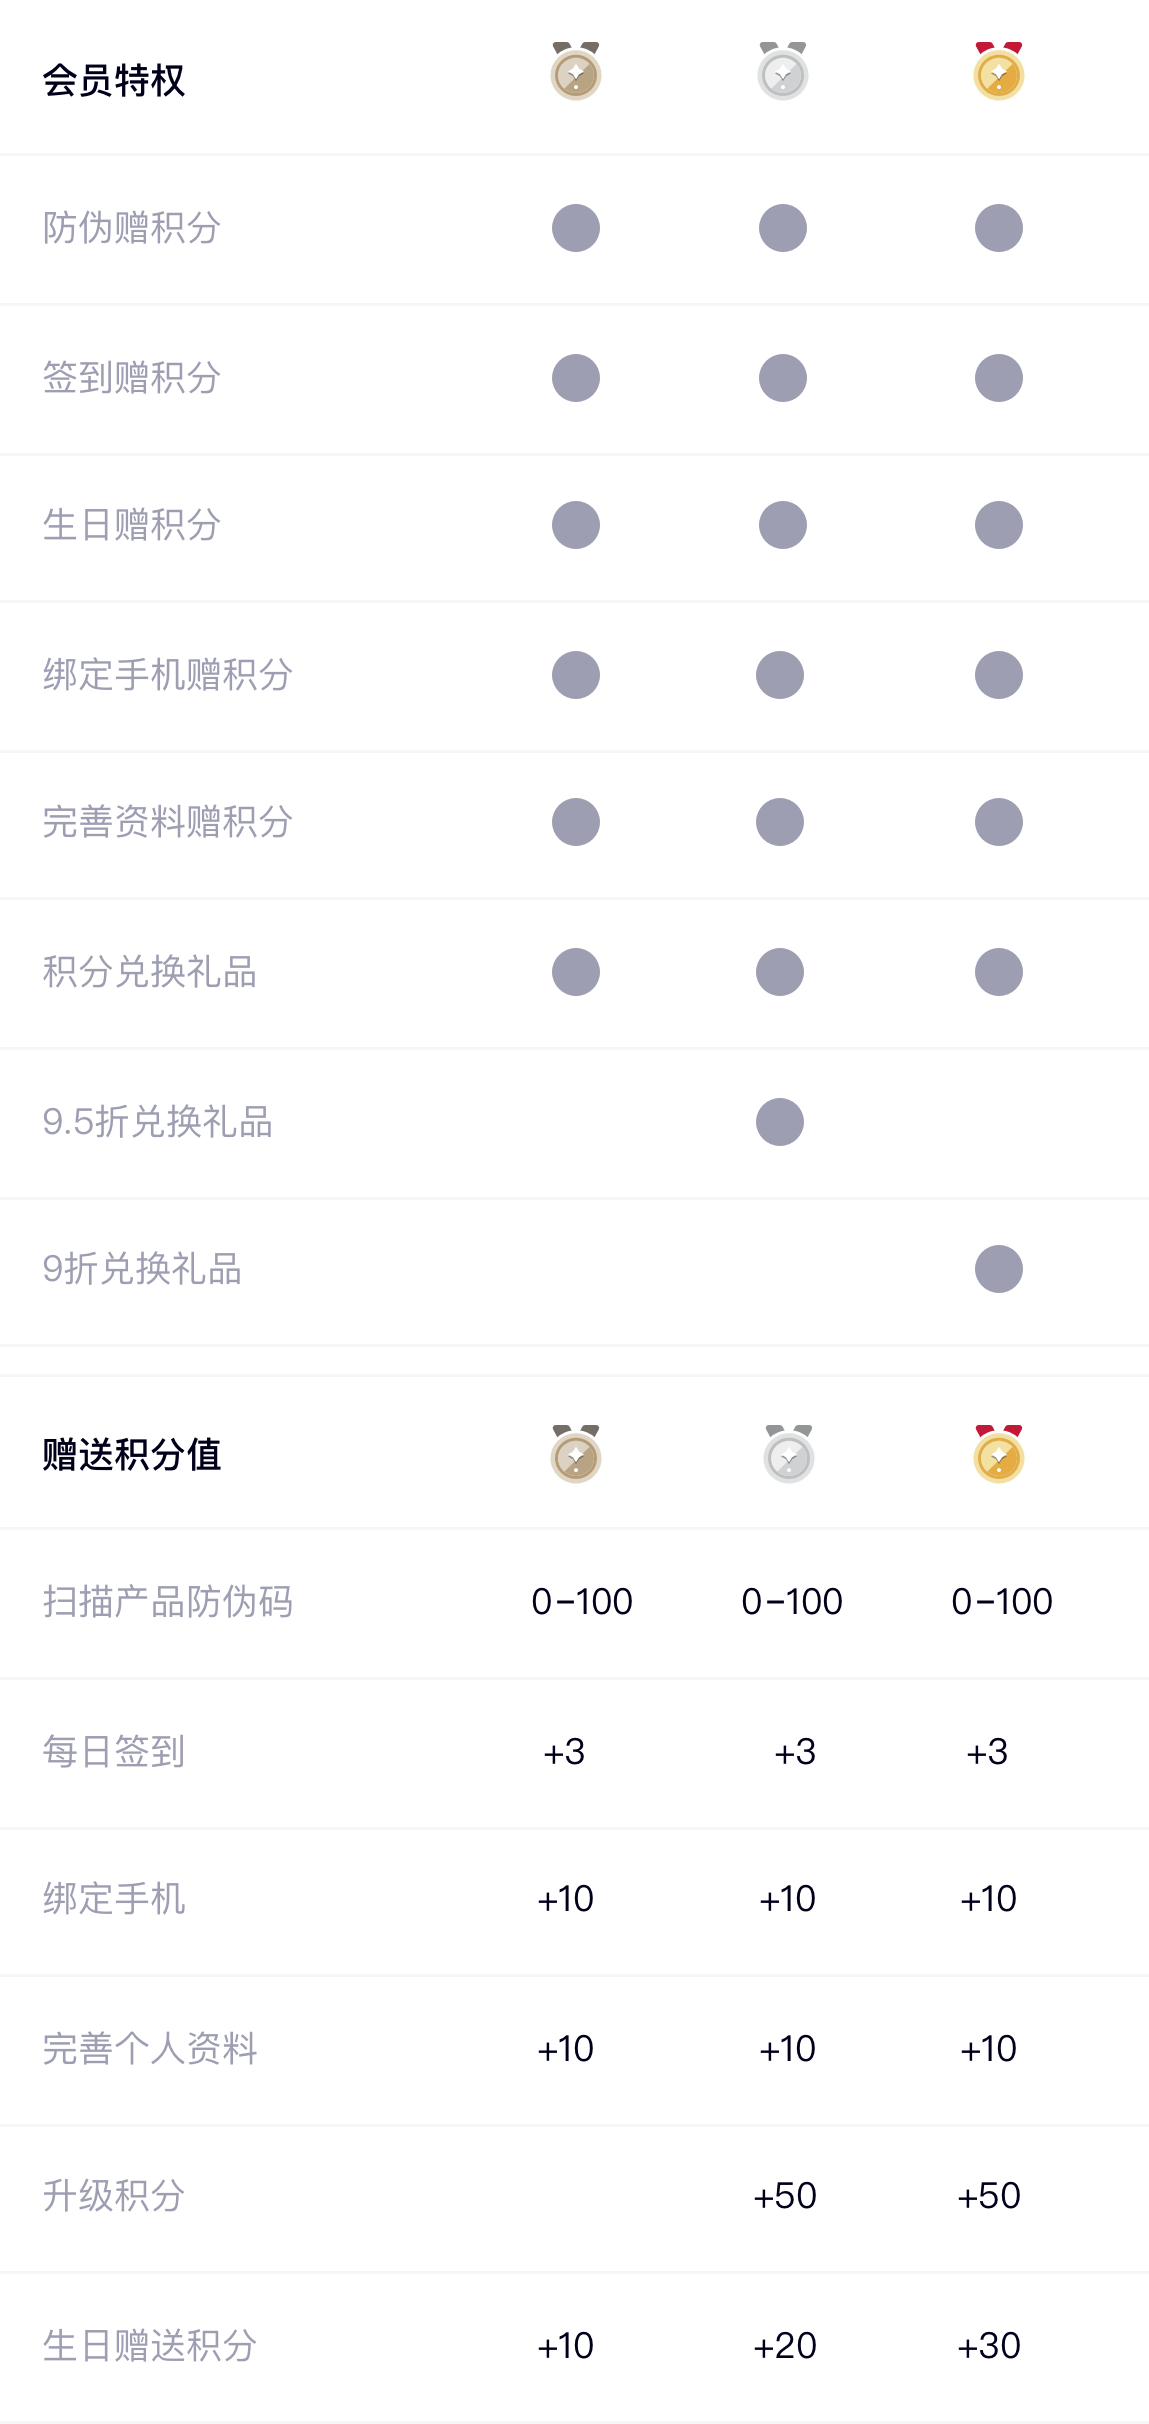 会员特权
防伪赠积分
签到赠积分
生日赠积分
绑定手机赠积分
完善资料赠积分
积分兑换礼品
9.5折兑换礼品
9折兑换礼品
赠送积分值
扫描产品防伪码 0-100 0-100 0-100
每日签到 +3 +3 +3
绑定手机 +10 +10 +10
完善个人资料 +10 +10 +10
升级积分 +50 +50
生日赠送积分 +10 +20 +30